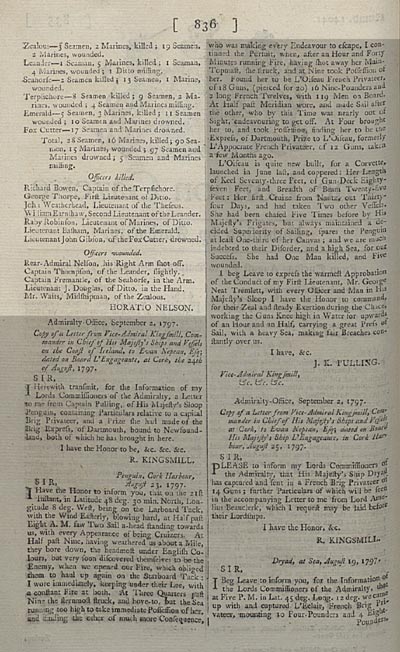 [ 836 ]
Zealous—5 Seamen, 2 Marines, killed; 19 Seamen,
2 Marines, wounded.
Leander—1 Seaman, 5 Marines, killed; 1 Seaman,
4 Marines, wounded; 1 Ditto missing.
Seahorse—2 Seamen killed; 13 Seamen, 1 Marine,
wounded.
Terpsichore—8 Seamen killed; 9 Seamen, 2 Ma-
rines, wounded; 4 Seamen and Marines missing.
Emerald—5 Seamen, 3 Marines, killed; 11 Seamen
wounded; 10 Seamen and Marines drowned.
Fox Cutter—17 Seamen and Marines drowned.
Total, 28 Seamen, 16 Marines, killed; 90 Sea-
men, 15 Marines, wounded; 97 Seamen and
Marines drowned; 5 Seamen and Marines
missing.
Officers killed.
Richard Bowen, Captain of the Terpsichore.
George Thorpe, First Lieutenant of Ditto.
John Wetherhead, Lieutenant of the Theseus.
William Earnshaw, Second Lieutenant of the Leander.
Raby Robinson, Lieutenant of Marines, of Ditto.
Lieutenant Basham, Marines, of the Emerald.
Lieutenant John Gibson, of the Fox Cutter, drowned.
Officers wounded.
Rear-Admiral Nelson, his Right Arm shot off.
Captain Thompson, of the Leander, slightly.
Captain Fremantle, of the Seahorse, in the Arm.
Lieutenant J. Douglas, of Ditto, in the Hand.
Mr. Waits, Midshipman, of the Zealous.
HORATIO NELSON.
Admiralty-Office, September 2, 1797.
Copy of a Letter from Vice-Admiral Kingsmill, Com-
mander in Chief of His Majesty's Ships and Vessels
on the Coast of Ireland, to Evan Nepean, Esq;
dated on Board L'Engageante, at Cork, the 24th
of August, 1797.
SIR,
I Herewith transmit, for the Information of my
Lords Commissioners of the Admiralty, a Letter
to me from Captain Pulling, of His Majesty's Sloop
Penguin, containing Particulars relative to a capital
Brig Privateer, and a Prize she had under of the
Brig Express, of Dartmouth, bound to Newfound-
land, both of which he has brought in here.
I have the Honor to be, &c. &c. &c.
R. KINGSMILL.
Penguin, Cork Harbour,
August 23, 1797.
SIR,
I Have the Honor to inform you, that on the 21st
Instant, in Latitude 48 deg. 30 min. North, Lon-
gitude 8 deg. West, being on the Larboard Tack,
with the Wind Easterly, blowing hard, at Half past
Eight A. M. saw Two Sail a-head standing towards
us, with every Appearance of being Cruizers. At
Half past Nine, having weathered us about a Mile,
they bore down, the headmost under English Co-
lours, but very soon discovered themselves to be the
Enemy, when we opened our Fire, which obliged
them to haul up again on the Starboard Tack:
I wore immediately, keeping under their Lee, with
a constant Fire at both. At Three Quarters past
Nine the sternmost struck, and hove-to, but the Sea
running too high to take immediate Possession of her,
and finding the other of much more Consequence,
who was making every Endeavour to escape, I con-
tinued the Pursuit, when, after an Hour and Forty
Minutes running Fire, having shot away her Main-
Topmast, she struck, and at Nine took Possession of
her. Found her to be L'Oiseau French Privateer,
of 18 Guns, (pierced for 20) 16 Nine-Pounders and
2 long French Twelves, with 119 Men on Board.
At Half past Meridian wore, and made Sail after
the other, who by this Time was nearly out of
Sight, endeavouring to get off. At Four brought
her to, and took Possession, finding her to be the
Express, of Dartmouth, Prize to L'Oiseau, formerly
L'Appocrate French Privateer, of 12 Guns, taken
a few Months ago.
L'Oiseau is quite new built, for a Corvette,
launched in June last, and coppered: Her Length
of Keel Seventy-three Feet, of Gun-Deck Eighty-
seven Feet, and Breadth of Beam Twenty-five
Feet: Her first Cruize from Nantz, out Thirty-
four Days, and had taken Two other Vessels.
She had been chased Five Times before by His
Majesty's Frigates, but always maintained a de-
cided Superiority of Sailing, spares the Penguin
at least One-third of her Canvas; and we are much
indebted to their Disorder, and a high Sea, for our
Success. She had One Man killed, and Five
wounded.
I beg Leave to express the warmest Approbation
of the Conduct of my First Lieutenant, Mr. George
Neat Tremlett, with every Officer and Man in His
Majesty's Sloop I have the Honor to command,
for their Zeal and steady Exertion during the Chace,
working the Guns Knee high in Water for upwards
of an Hour and an Half, carrying a great Press of
Sail, with a heavy Sea, making fair Breaches con-
stantly over us.
I have, &c.
J. K. PULLING.
Vice-Admiral Kingsmill,
&c. &c. &c.
Admiralty-Office, September 2, 1797.
Copy of a Letter from Vice-Admiral Kingsmill, Com-
mander in Chief of His Majesty's Ships and Vessels
at Cork, to Evan Nepean, Esq; dated on Board
His Majesty's Ship L'Engageante, in Cork Har-
bour, August 25, 1797.
SIR,
PLEASE to inform my Lords Commissioners of
the Admiralty, that His Majesty's Ship Dryad
has captured and sent in a French Brig Privateer of
14 Guns; further Particulars of which will be seen
in the accompanying Letter to me from Lord Ame-
lius Beauclerk, which I request may be laid before
their Lordships.
I have the Honor, &c.
R. KINGSMILL.
Dryad, at Sea, August 19, 1797.
SIR,
I Beg Leave to inform you, for the Information of
the Lords Commissioners of the Admiralty, that
at Five P. M. in Lat. 45 deg. Long. 12 deg. we came
up with and captured L'Eclair, French Brig Pri-
vateer, mounting 10 Four-Pounders and 4 Eight-
Pounders,